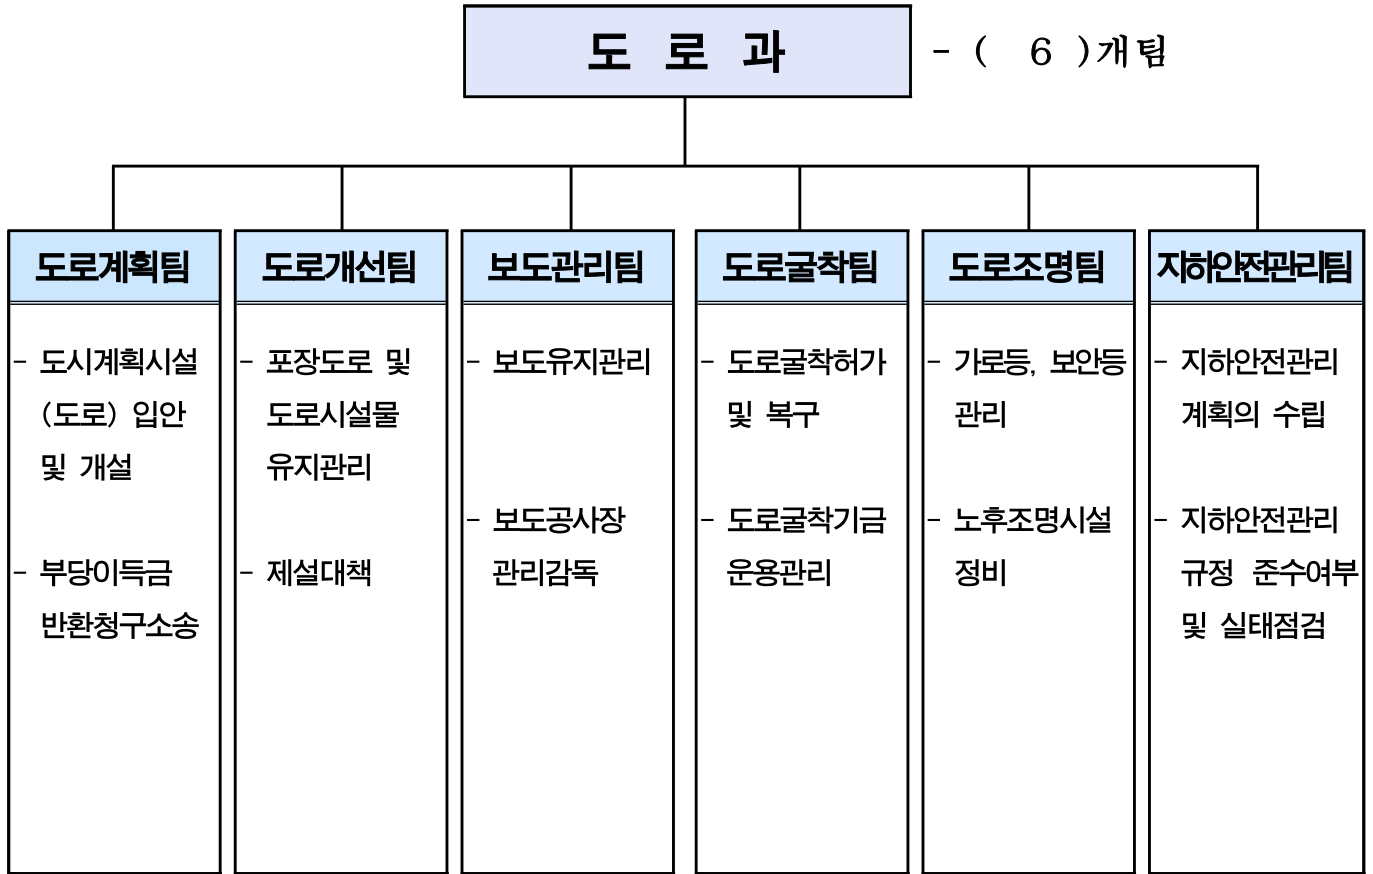 도 로 과 - ( 6 )개팀
도로계획팀
- 도시계획시설
(도로) 입안
및 개설
- 부당이득금
반환청구소송
도로개선팀
- 포장도로 및
도로시설물
유지관리
- 제설대책
보도관리팀
- 보도유지관리
- 보도공사장
관리감독
도로굴착팀
- 도로굴착허가
및 복구
- 도로굴착기금
운용관리
도로조명팀
- 가로등, 보안등
관리
- 노후조명시설
정비
지하안전관리팀
- 지하안전관리
계획의 수립
- 지하안전관리
규정 준수여부
및 실태점검